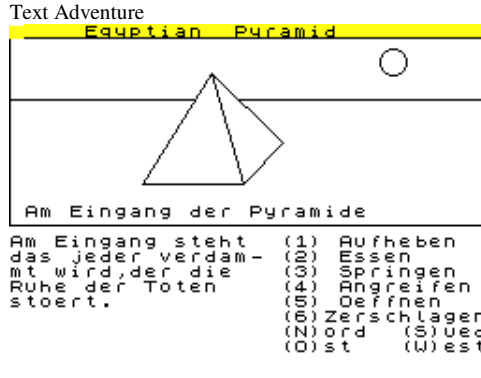 Text Adventure
Egyptian Pyramid
Am Eingang der Pyramide
Am Eingang steht
das jeder verdam-
mt wird,der die
Ruhe der Toten
stoert.
(1) Aufheben
(2) Essen
(3) Springen
(4) Angreifen
(5) Oeffnen
(6)Zerschlagen
(N)ord (S)ued
(O)st (W)est